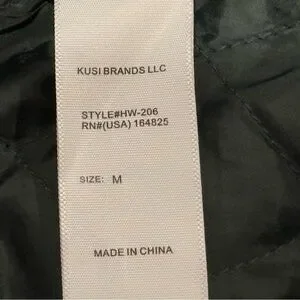 KUSI BRANDS LLC
STYLE#HW-206
RN#(USA) 164825
SIZE: M
MADE IN CHINA